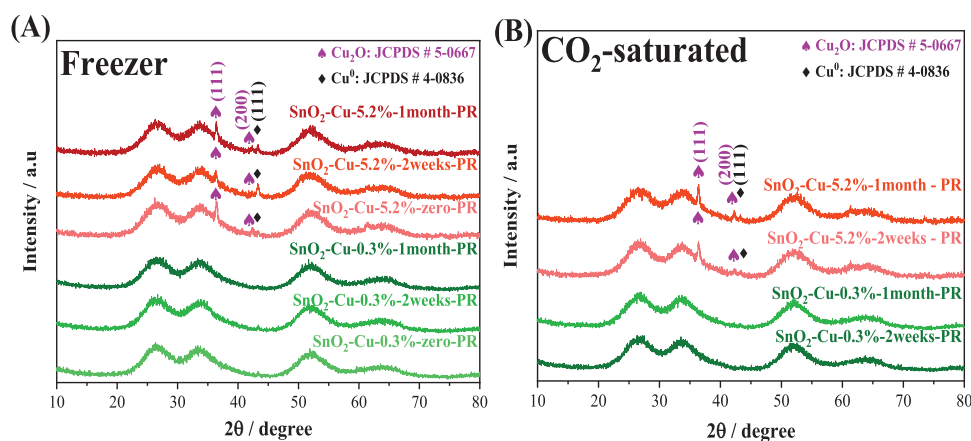 (A)
Freezer
♠ Cu₂O: JCPDS # 5-0667
♦ Cu⁰: JCPDS # 4-0836
(111)
(200)
(111)
SnO₂-Cu-5.2%-1month-PR
SnO₂-Cu-5.2%-2weeks-PR
SnO₂-Cu-5.2%-zero-PR
SnO₂-Cu-0.3%-1month-PR
SnO₂-Cu-0.3%-2weeks-PR
SnO₂-Cu-0.3%-zero-PR
Intensity / a.u
10 20 30 40 50 60 70 80
2θ / degree
(B)
CO₂-saturated
♠ Cu₂O: JCPDS # 5-0667
♦ Cu⁰: JCPDS # 4-0836
(111)
(200)
(111)
SnO₂-Cu-5.2%-1month - PR
SnO₂-Cu-5.2%-2weeks - PR
SnO₂-Cu-0.3%-1month-PR
SnO₂-Cu-0.3%-2weeks-PR
Intensity / a.u
10 20 30 40 50 60 70 80
2θ / degree